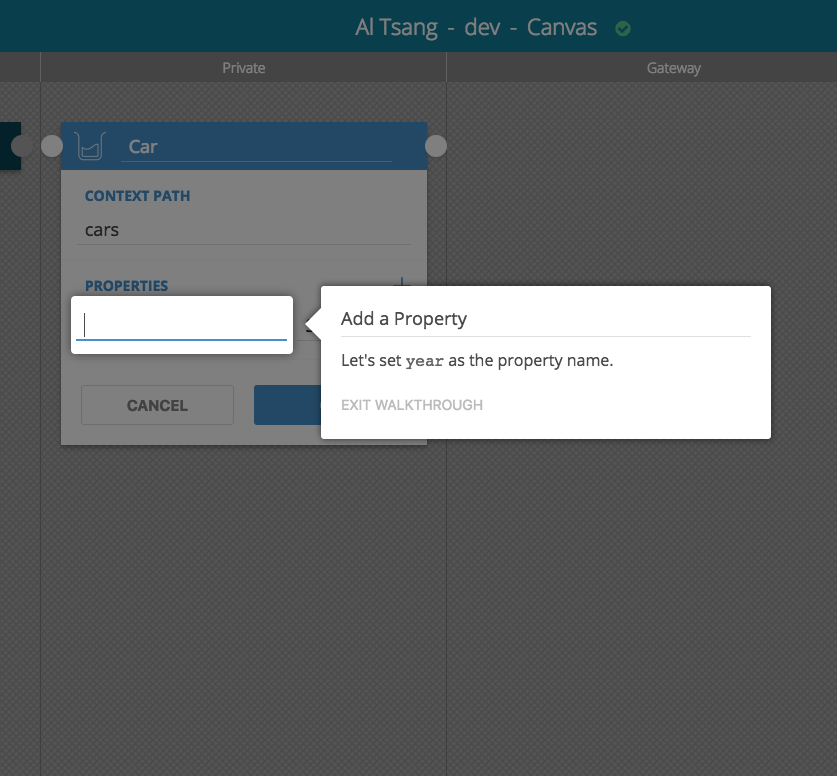 Al Tsang - dev - Canvas
Private
Gateway
Car
CONTEXT PATH
cars
PROPERTIES
Add a Property
Let's set year as the property name.
EXIT WALKTHROUGH
CANCEL